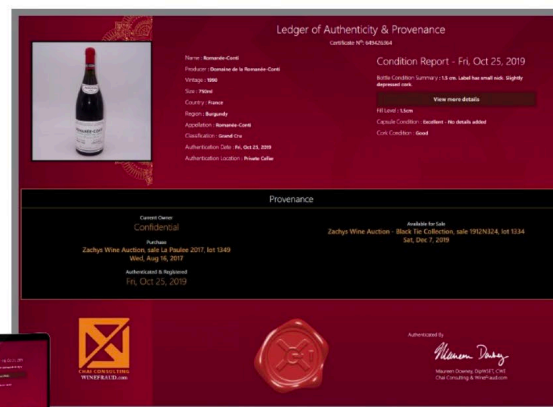 Ledger of Authenticity & Provenance
Certificate Nº: 649426364
Name : Romanée-Conti
Producer : Domaine de la Romanée-Conti
Size : 750ml
Country : France
Region : Burgundy
Appellation : Romanée-Conti
Classification : Grand Cru
Authentication Date : Fri, Oct 25, 2019
Authentication Location : Private Cellar
Condition Report - Fri, Oct 25, 2019
Bottle Condition Summary : 1.5 cm. Label has small nick. Slightly
depressed cork.
View more details
Fill Level : 1.5cm
Capsule Condition : Excellent - No details added
Cork Condition : Good
Provenance
Current Owner
Confidential
Purchase
Zachys Wine Auction, sale La Paulee 2017, lot 1349
Wed, Aug 16, 2017
Authenticated & Registered
Fri, Oct 25, 2019
Available for Sale
Zachys Wine Auction - Black Tie Collection, sale 1912N324, lot 1334
Sat, Dec 7, 2019
CHAI CONSULTING
WINEFRAUD.com
Authenticated By
Maureen Downey
Maureen Downey, DipWSET, CWE
Chai Consulting & WineFraud.com